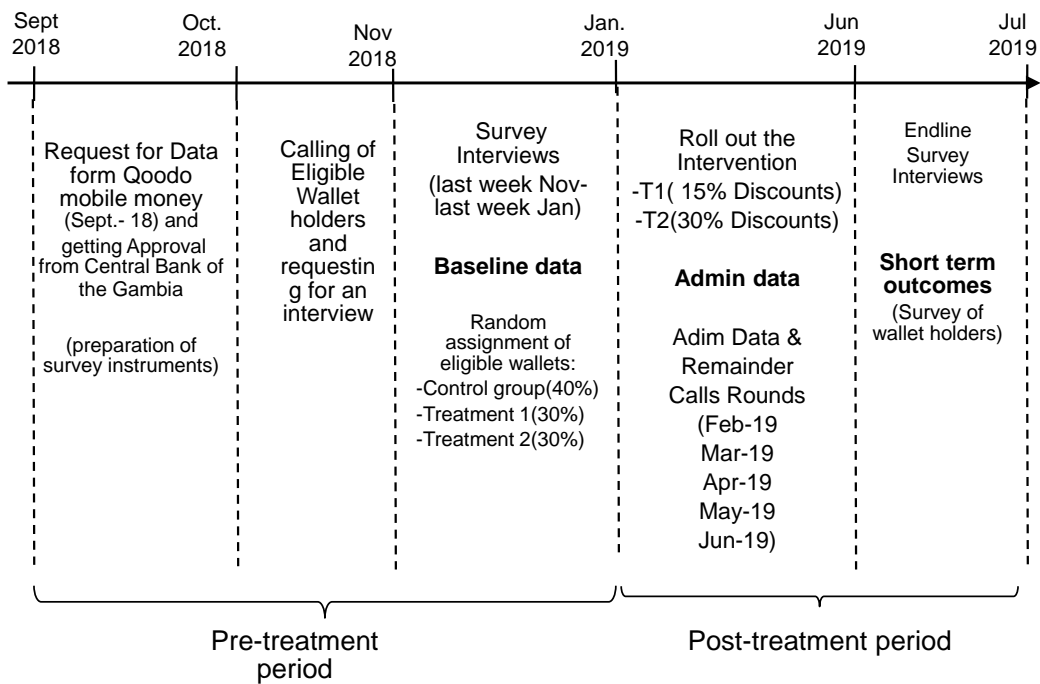 Sept
2018
Oct.
2018
Nov
2018
Jan.
2019
Jun
2019
Jul
2019
Request for Data
form Qoodo
mobile money
(Sept.- 18) and
getting Approval
from Central Bank of
the Gambia
(preparation of
survey instruments)
Calling of
Eligible
Wallet
holders
and
requestin
g for an
interview
Survey
Interviews
(last week Nov-
last week Jan)
Baseline data
Random
assignment of
eligible wallets:
-Control group(40%)
-Treatment 1(30%)
-Treatment 2(30%)
Roll out the
Intervention
-T1( 15% Discounts)
-T2(30% Discounts)
Admin data
Adim Data &
Remainder
Calls Rounds
(Feb-19
Mar-19
Apr-19
May-19
Jun-19)
Endline
Survey
Interviews
Short term
outcomes
(Survey of
wallet holders)
Pre-treatment
period
Post-treatment period